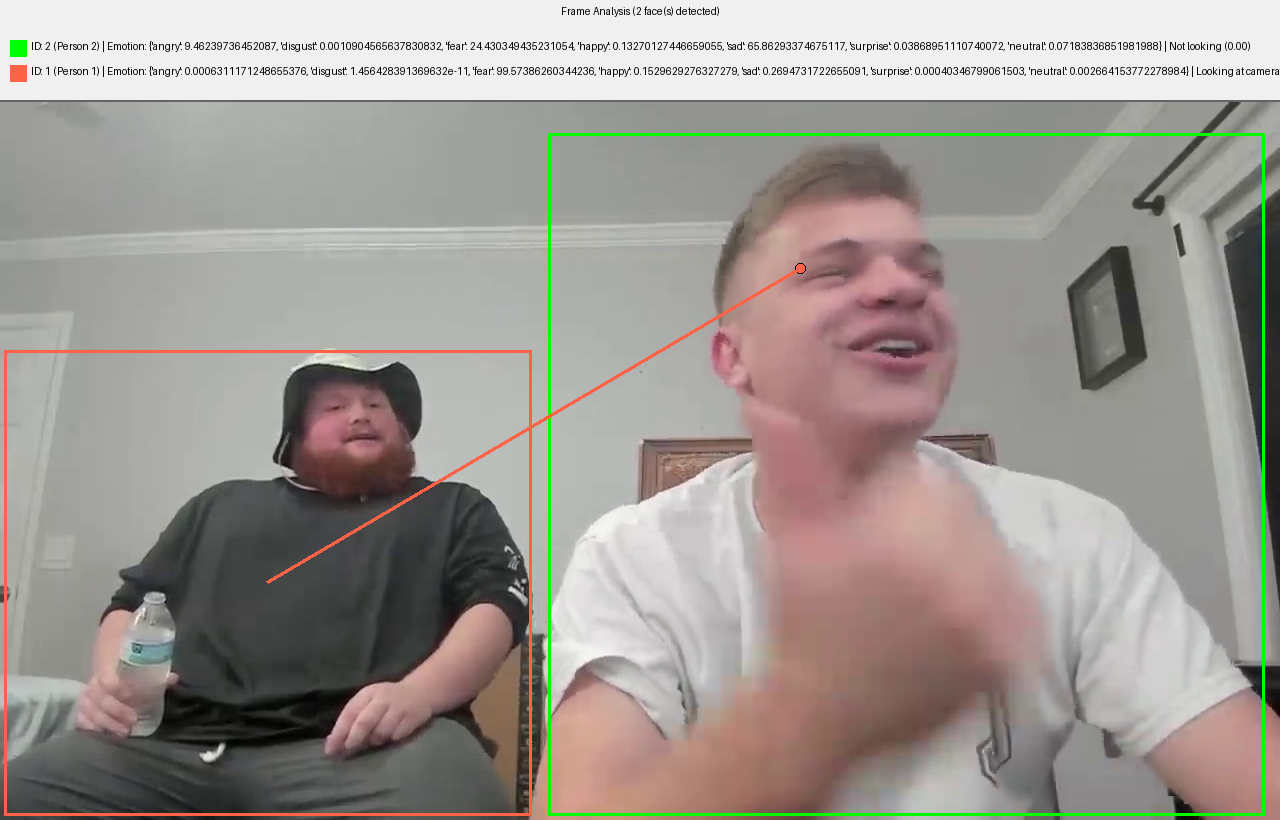 Frame Analysis (2 face(s) detected)
ID: 2 (Person 2) | Emotion: {'angry': 9.46239736452087, 'disgust': 0.0010904565637830832, 'fear': 24.430349435231054, 'happy': 0.13270127446659055, 'sad': 65.86293374675117, 'surprise': 0.03868951110740072, 'neutral': 0.07183836851981988} | Not looking (0.00)
ID: 1 (Person 1) | Emotion: {'angry': 0.0006311171248655376, 'disgust': 1.456428391369632e-11, 'fear': 99.57386260344236, 'happy': 0.1529629276327279, 'sad': 0.2694731722655091, 'surprise': 0.00040346799061503, 'neutral': 0.002664153772278984} | Looking at camera